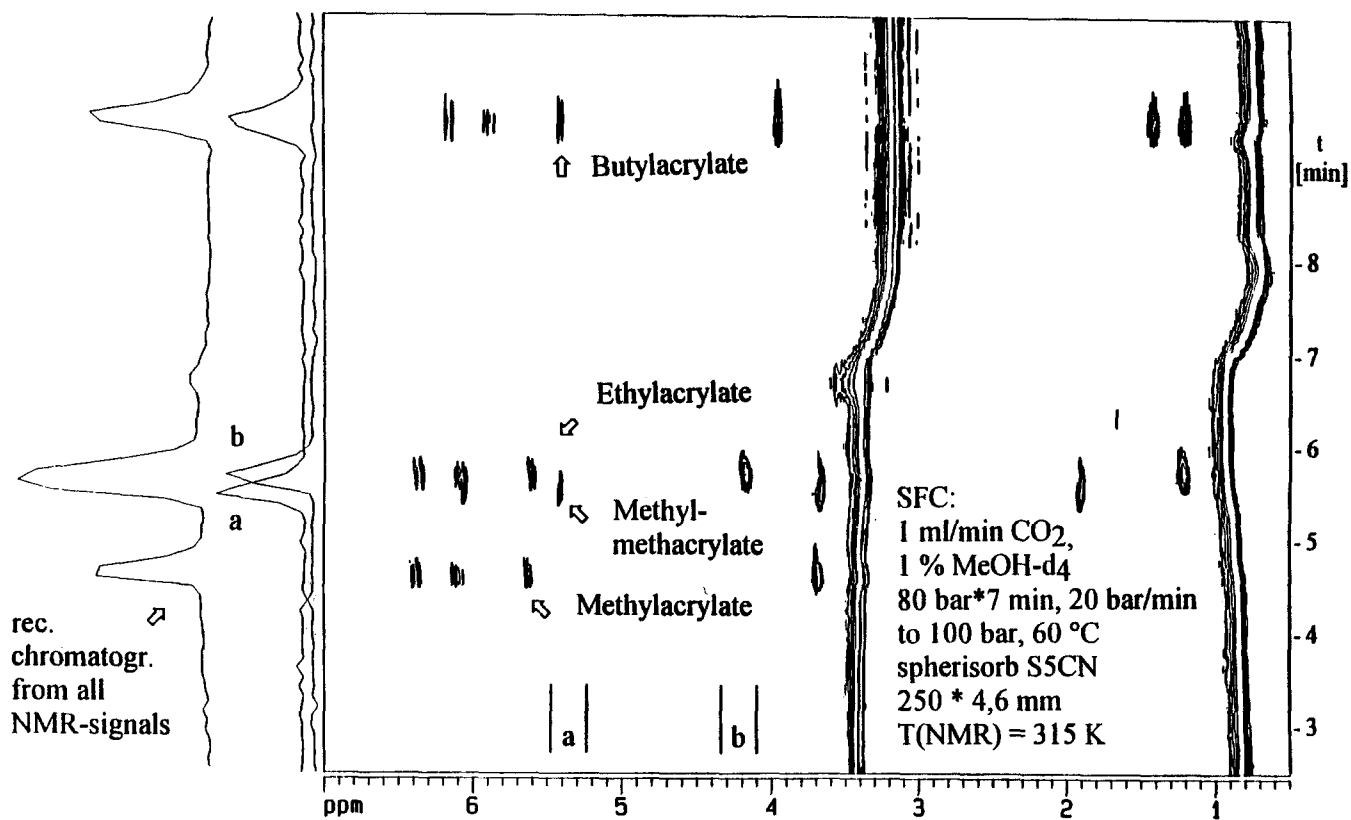 Butylacrylate
t
[min]
8
7
Ethylacrylate
b
6
a
Methyl-
methacrylate
Methylacrylate
SFC:
1 ml/min CO2,
1 % MeOH-d4
80 bar*7 min, 20 bar/min
to 100 bar, 60 °C
spherisorb S5CN
250 * 4,6 mm
T(NMR) = 315 K
5
4
3
rec.
chromatogr.
from all
NMR-signals
a b
ppm 6 5 4 3 2 1